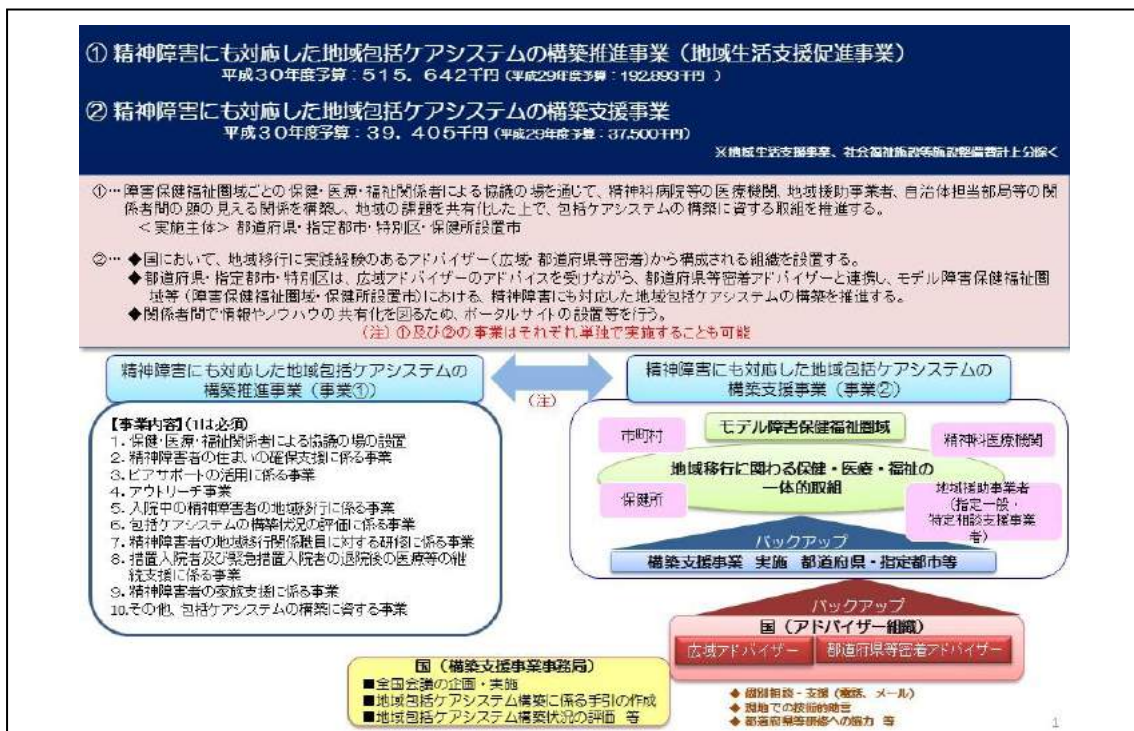 ① 精神障害にも対応した地域包括ケアシステムの構築推進事業（地域生活支援促進事業）
平成30年度予算：515，642千円（平成29年度予算：192,893千円 ）
② 精神障害にも対応した地域包括ケアシステムの構築支援事業
平成30年度予算：39，405千円（平成29年度予算：37,500千円）
※地域生活支援事業、社会福祉施設等施設整備費計上分除く
①… 障害保健福祉圏域ごとの保健・医療・福祉関係者による協議の場を通じて、精神科病院等の医療機関、地域援助事業者、自治体担当部局等の関
係者間の顔の見える関係を構築し、地域の課題を共有化した上で、包括ケアシステムの構築に資する取組を推進する。
＜実施主体＞ 都道府県・指定都市・特別区・保健所設置市
②… ◆国において、地域移行に実践経験のあるアドバイザー（広域・都道府県等密着）から構成される組織を設置する。
◆都道府県・指定都市・特別区は、広域アドバイザーのアドバイスを受けながら、都道府県等密着アドバイザーと連携し、モデル障害保健福祉圏
域等（障害保健福祉圏域・保健所設置市）における、精神障害にも対応した地域包括ケアシステムの構築を推進する。
◆関係者間で情報やノウハウの共有化を図るため、ポータルサイトの設置等を行う。
（注）①及び②の事業はそれぞれ単独で実施することも可能
精神障害にも対応した地域包括ケアシステムの
構築推進事業（事業①）
（注）
精神障害にも対応した地域包括ケアシステムの
構築支援事業（事業②）
【事業内容】（1は必須）
1．保健・医療・福祉関係者による協議の場の設置
2．精神障害者の住まいの確保支援に係る事業
3．ピアサポートの活用に係る事業
4．アウトリーチ事業
5．入院中の精神障害者の地域移行に係る事業
6．包括ケアシステムの構築状況の評価に係る事業
7．精神障害者の地域移行関係職員に対する研修に係る事業
8．措置入院者及び緊急措置入院者の退院後の医療等の継
続支援に係る事業
9．精神障害者の家族支援に係る事業
10．その他、包括ケアシステムの構築に資する事業
市町村
モデル障害保健福祉圏域
精神科医療機関
地域移行に関わる保健・医療・福祉の
一体的取組
保健所
地域援助事業者
（指定一般・
特定相談支援事業
者）
バックアップ
構築支援事業 実施 都道府県・指定都市等
バックアップ
国（アドバイザー組織）
広域アドバイザー
都道府県等密着アドバイザー
国（構築支援事業事務局）
■全国会議の企画・実施
■地域包括ケアシステム構築に係る手引の作成
■地域包括ケアシステム構築状況の評価 等
◆ 個別相談・支援（電話、メール）
◆ 現地での技術的助言
◆ 都道府県等研修への協力 等
1